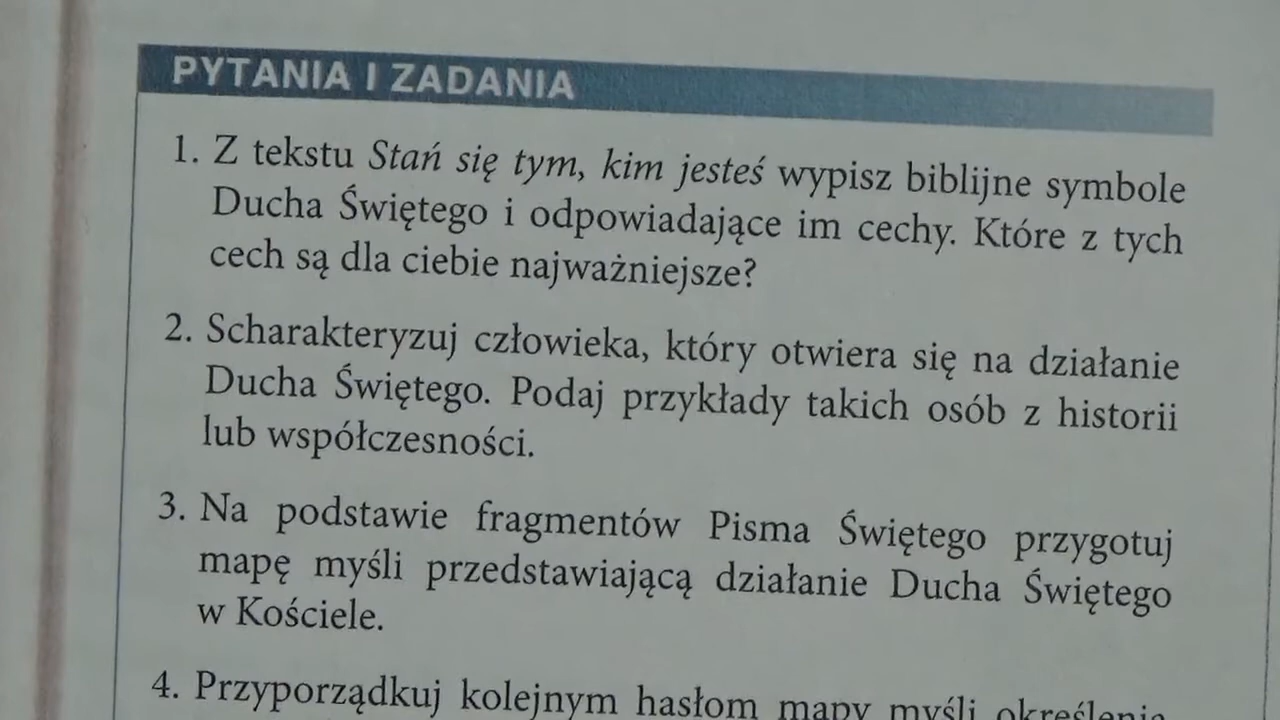 PYTANIA I ZADANIA
1. Z tekstu Stań się tym, kim jesteś wypisz biblijne symbole
Ducha Świętego i odpowiadające im cechy. Które z tych
cech są dla ciebie najważniejsze?
2. Scharakteryzuj człowieka, który otwiera się na działanie
Ducha Świętego. Podaj przykłady takich osób z historii
lub współczesności.
3. Na podstawie fragmentów Pisma Świętego przygotuj
mapę myśli przedstawiającą działanie Ducha Świętego
w Kościele.
4. Przyporządkuj kolejnym hasłom mapy myśli określenia